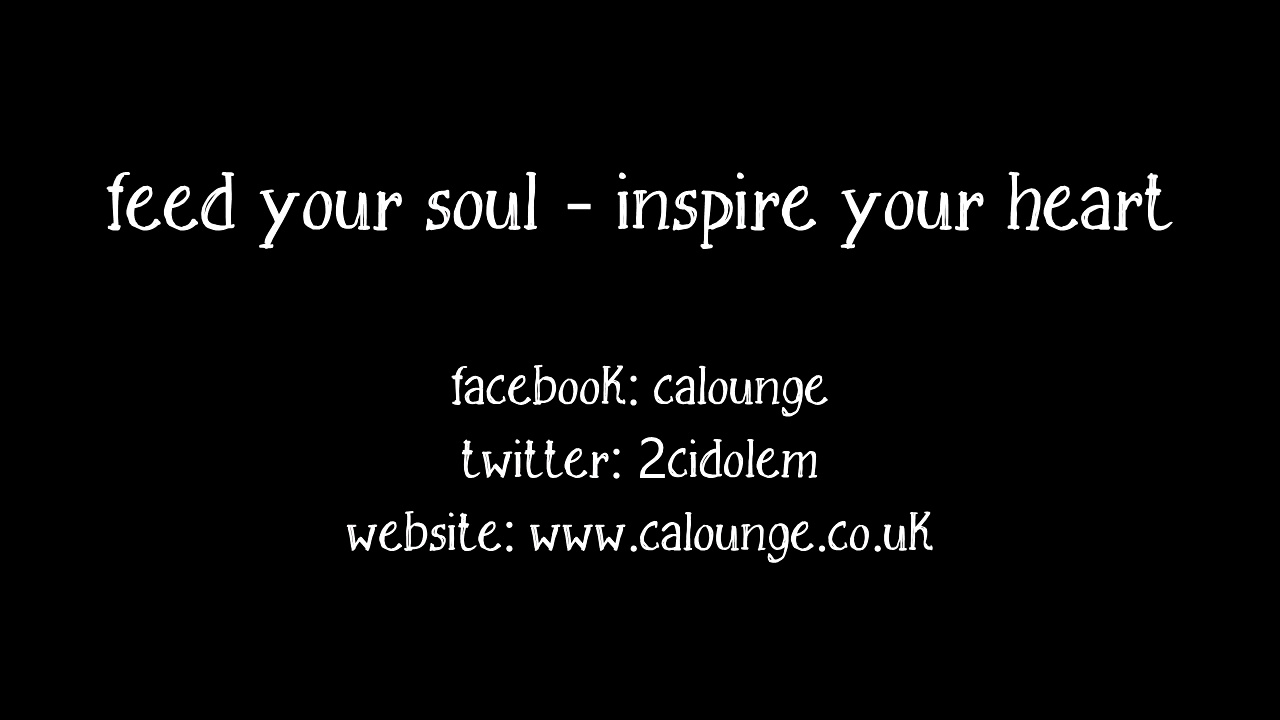 feed your soul - inspire your heart
facebook: calounge
twitter: 2cidolem
website: www.calounge.co.uk